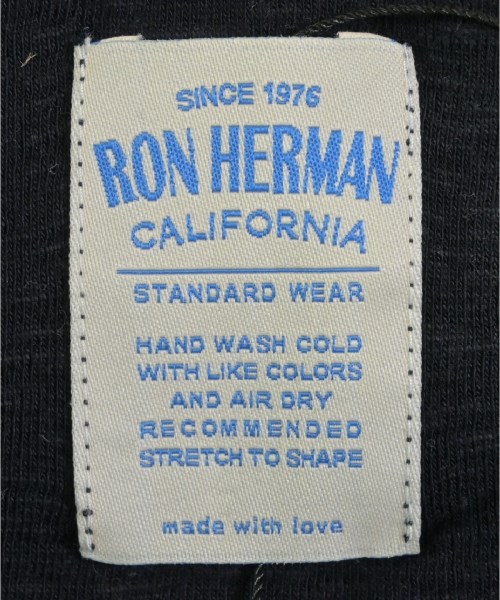 SINCE 1976
RON HERMAN
CALIFORNIA
STANDARD WEAR
HAND WASH COLD
WITH LIKE COLORS
AND AIR DRY
RECOMMENDED
STRETCH TO SHAPE
made with love